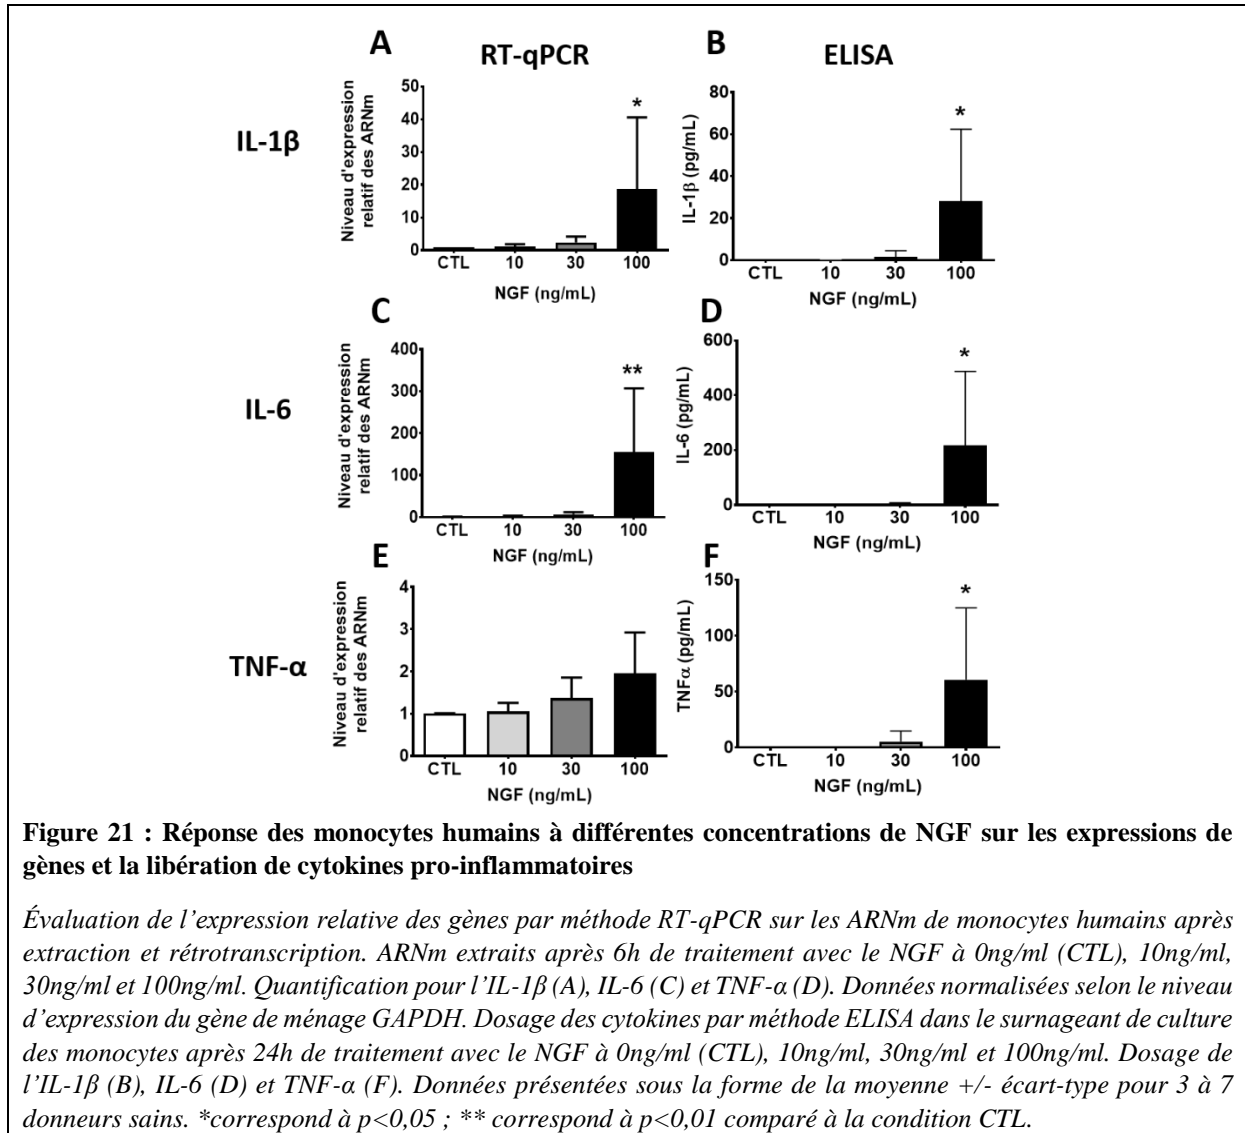 A
RT-qPCR
B
ELISA
IL-1β
Niveau d'expression
relatif des ARNm
50
40
30
20
10
0
CTL 10 30 100
NGF (ng/mL)
*
IL-1β (pg/mL)
80
60
40
20
0
CTL 10 30 100
NGF (ng/mL)
*
C
D
IL-6
Niveau d'expression
relatif des ARNm
400
300
200
100
0
CTL 10 30 100
NGF (ng/mL)
**
IL-6 (pg/mL)
600
400
200
0
CTL 10 30 100
NGF (ng/mL)
*
E
F
TNF-α
Niveau d'expression
relatif des ARNm
4
3
2
1
0
CTL 10 30 100
NGF (ng/mL)
TNFα (pg/mL)
150
100
50
0
CTL 10 30 100
NGF (ng/mL)
*
Figure 21 : Réponse des monocytes humains à différentes concentrations de NGF sur les expressions de
gènes et la libération de cytokines pro-inflammatoires
Évaluation de l'expression relative des gènes par méthode RT-qPCR sur les ARNm de monocytes humains après
extraction et rétrotranscription. ARNm extraits après 6h de traitement avec le NGF à 0ng/ml (CTL), 10ng/ml,
30ng/ml et 100ng/ml. Quantification pour l'IL-1β (A), IL-6 (C) et TNF-α (D). Données normalisées selon le niveau
d'expression du gène de ménage GAPDH. Dosage des cytokines par méthode ELISA dans le surnageant de culture
des monocytes après 24h de traitement avec le NGF à 0ng/ml (CTL), 10ng/ml, 30ng/ml et 100ng/ml. Dosage de
l'IL-1β (B), IL-6 (D) et TNF-α (F). Données présentées sous la forme de la moyenne +/- écart-type pour 3 à 7
donneurs sains. *correspond à p<0,05 ; ** correspond à p<0,01 comparé à la condition CTL.